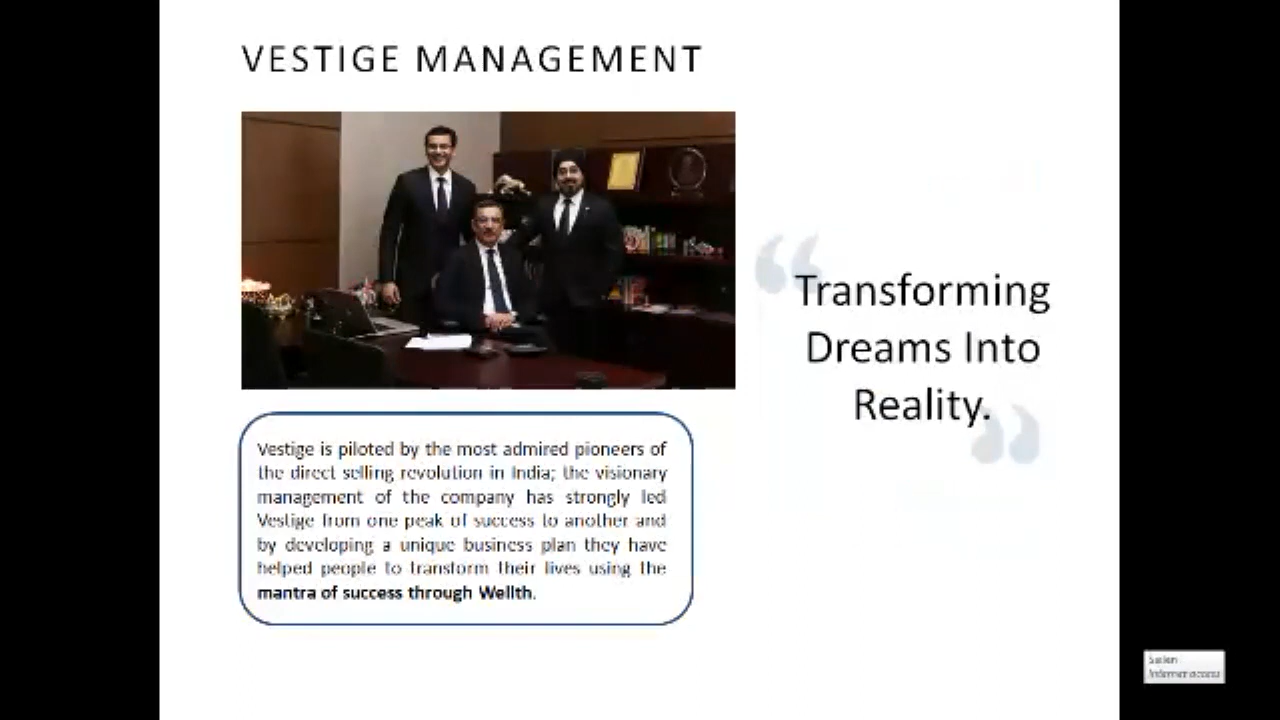 VESTIGE MANAGEMENT
Transforming
Dreams Into
Reality.
Vestige is piloted by the most admired pioneers of
the direct selling revolution in India; the visionary
management of the company has strongly led
Vestige from one peak of success to another and
by developing a unique business plan they have
helped people to transform their lives using the
mantra of success through Wellth.